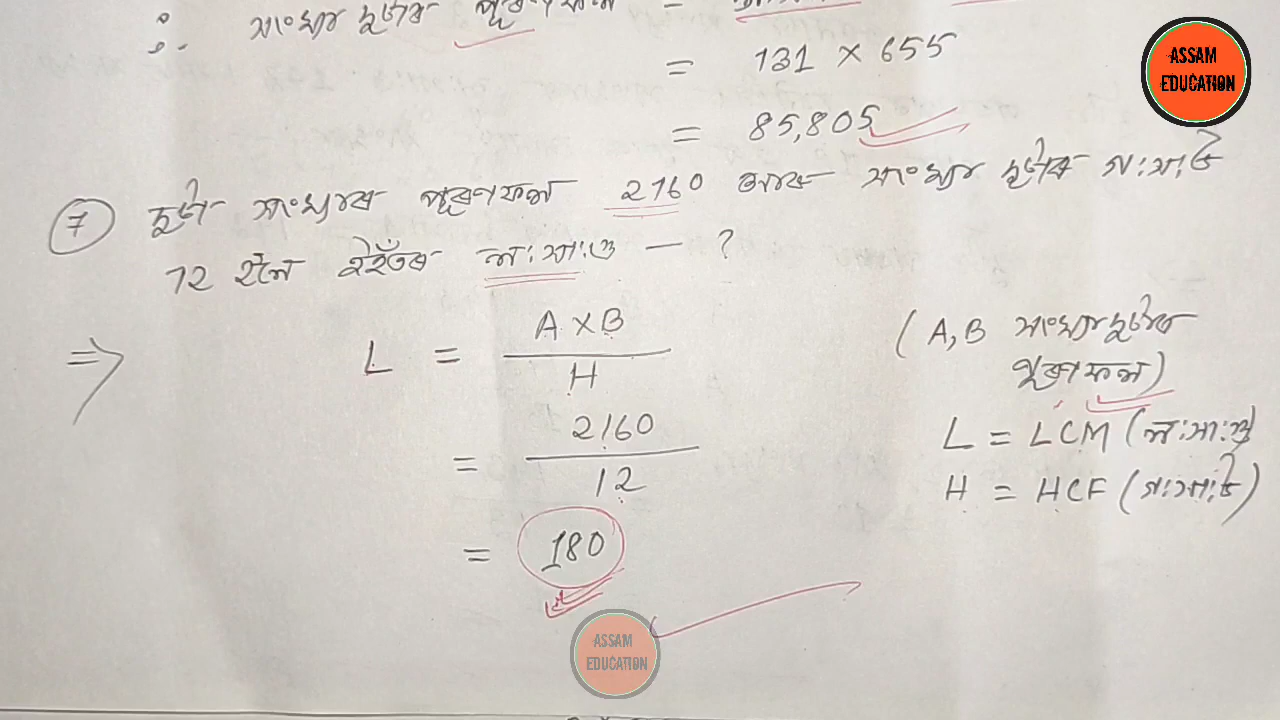 ∴ সংখ্যা দুটাৰ পূৰণফল =
= 131 × 655
= 85,805
7 দুটা সংখ্যাৰ পূৰণফল 2160 আৰু সংখ্যা দুটাৰ গঃসাঃউ
12 হলে ইহঁতৰ লঃসাঃগু — ?
⇒ L = A × B / H
(A, B সংখ্যাদুটাৰ
পূৰণফল)
= 2160 / 12
L = LCM (লঃসাঃগু)
H = HCF (গঃসাঃউ)
= 180
ASSAM
EDUCATION
ASSAM
EDUCATION